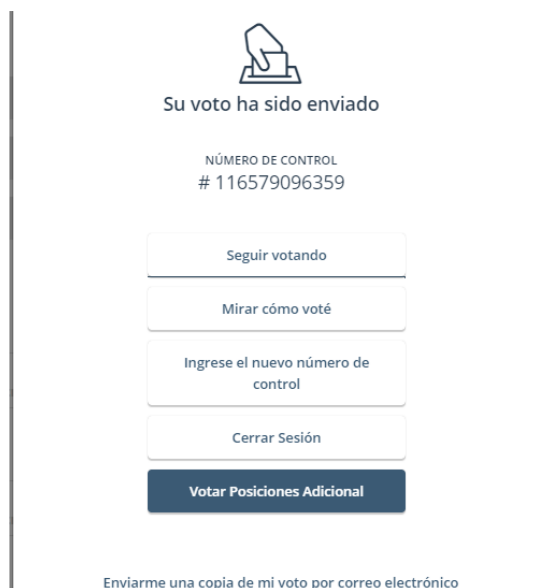 Su voto ha sido enviado
NÚMERO DE CONTROL
# 116579096359
Seguir votando
Mirar cómo voté
Ingrese el nuevo número de
control
Cerrar Sesión
Votar Posiciones Adicional
Enviarme una copia de mi voto por correo electrónico